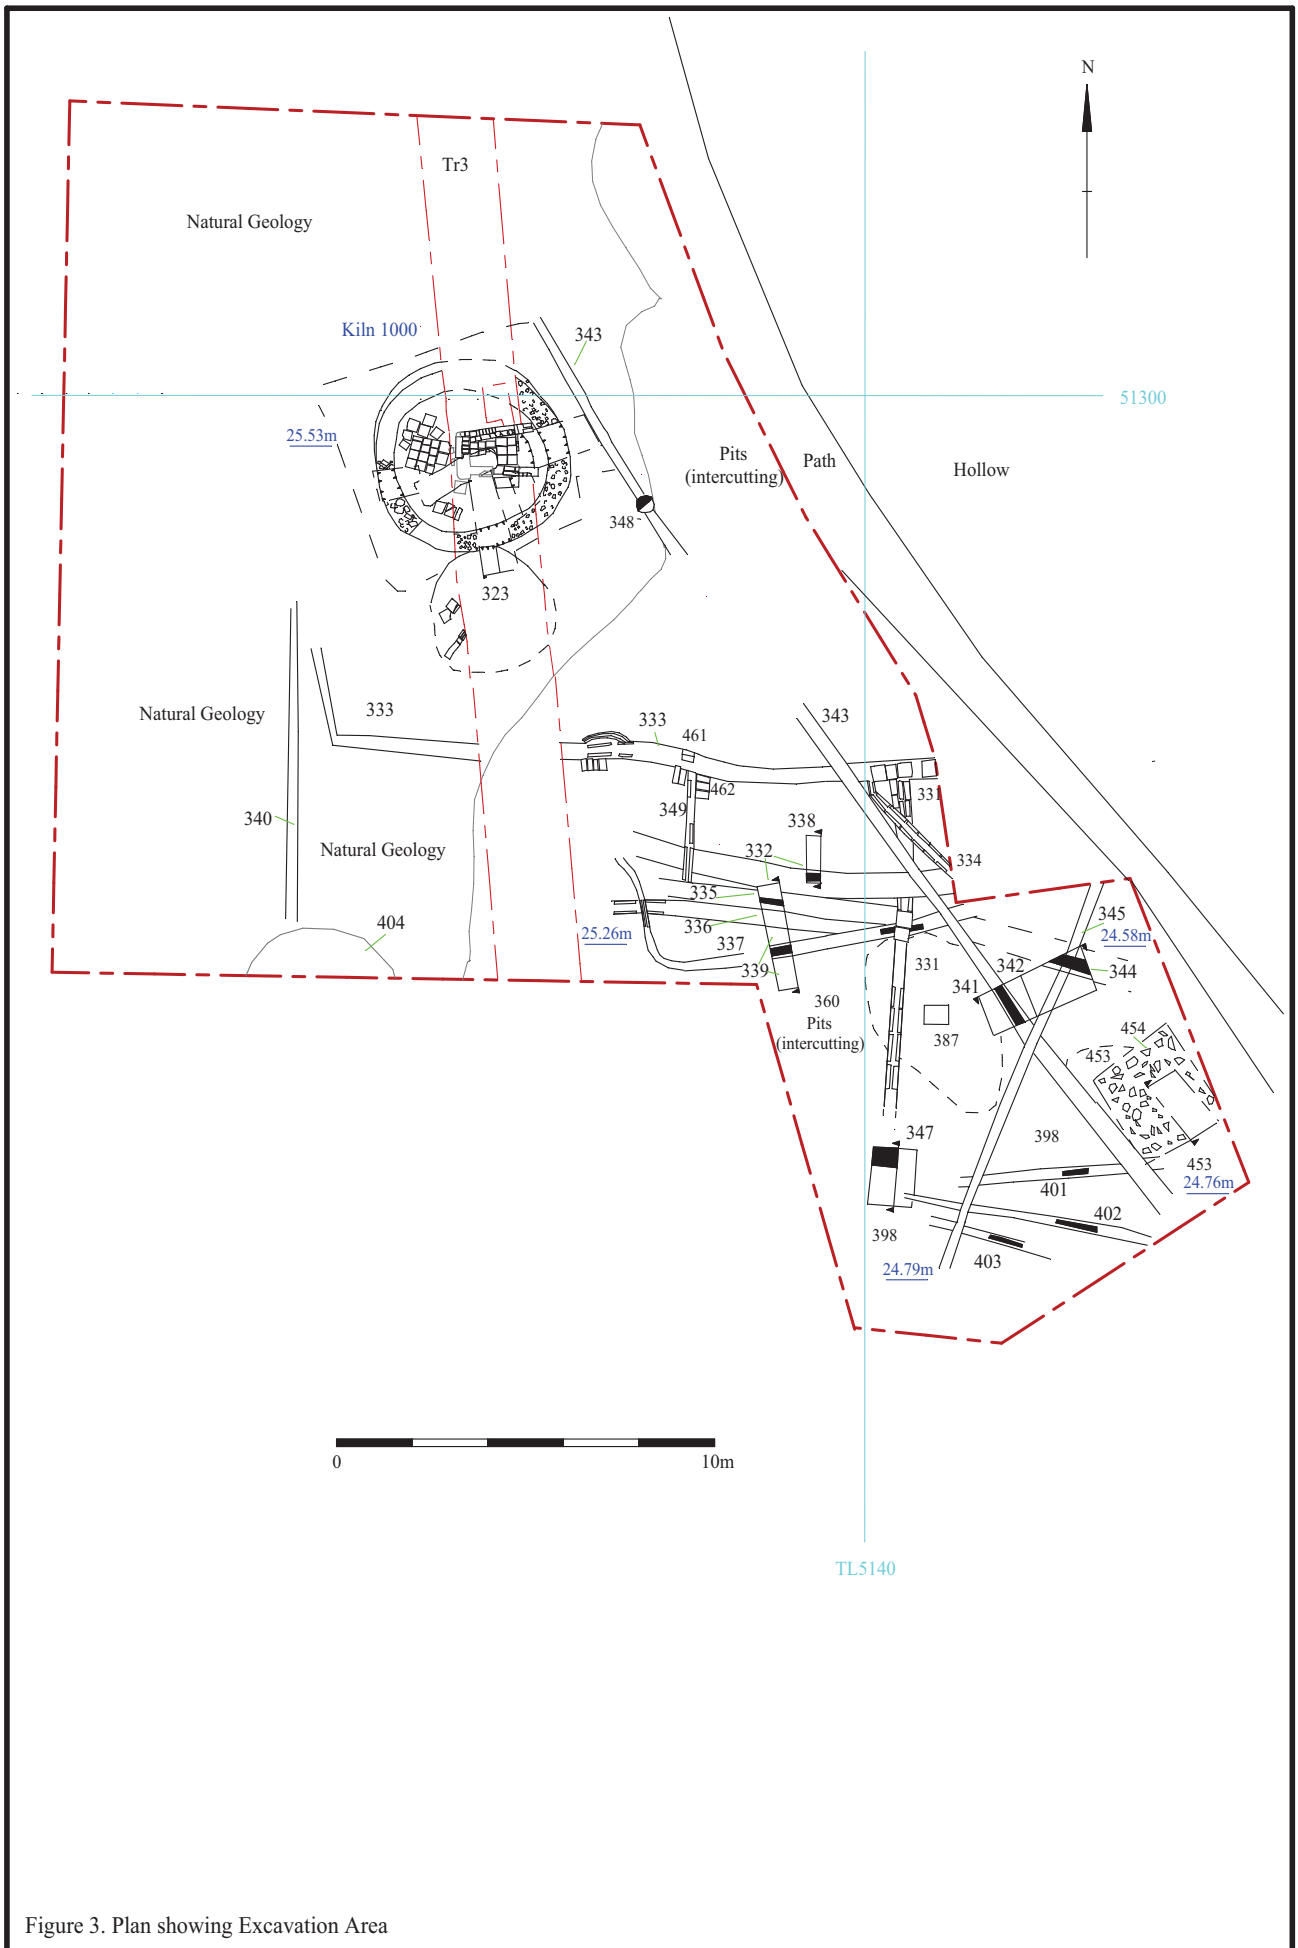 N
Tr3
Natural Geology
Kiln 1000
343
51300
25.53m
Pits
(intercutting)
Path
Hollow
348
323
Natural Geology
333
333
461
343
462
331
349
340
338
Natural Geology
332
334
335
404
336
345
25.26m
337
24.58m
331
342
339
344
341
360
Pits
(intercutting)
387
454
453
347
398
453
401
24.76m
402
398
403
24.79m
0
10m
TL5140
Figure 3. Plan showing Excavation Area